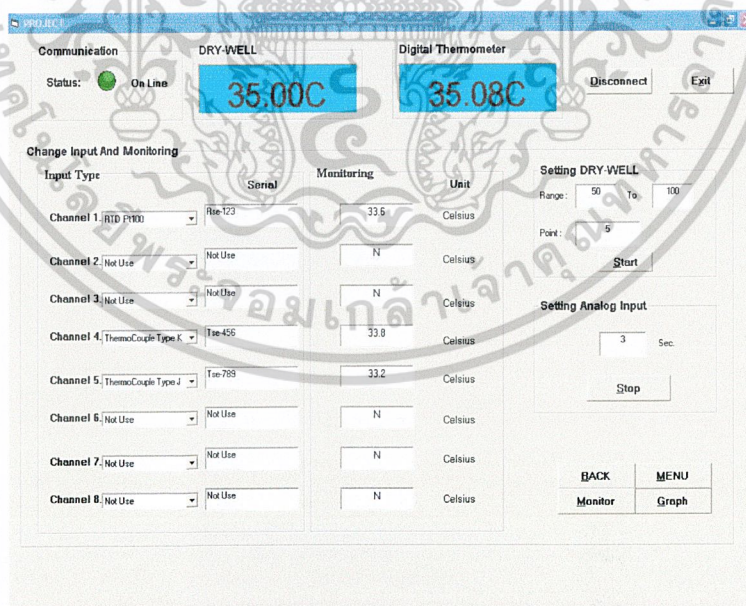 PROJECT
Communication
DRY-WELL
Digital Thermometer
Status:
On Line
35.00C
35.08C
Disconnect
Exit
Change Input And Monitoring
Input Type
Serial
Monitoring
Unit
Channel 1. RTD Pt100 Rse-123 33.6 Celsius
Channel 2. Not Use Not Use N Celsius
Channel 3. Not Use Not Use N Celsius
Channel 4. ThermoCouple Type K Tse-456 33.8 Celsius
Channel 5. ThermoCouple Type J Tse-789 33.2 Celsius
Channel 6. Not Use Not Use N Celsius
Channel 7. Not Use Not Use N Celsius
Channel 8. Not Use Not Use N Celsius
Setting DRY-WELL
Range: 50 To 100
Point: 5
Start
Setting Analog Input
3 Sec.
Stop
BACK
MENU
Monitor
Graph